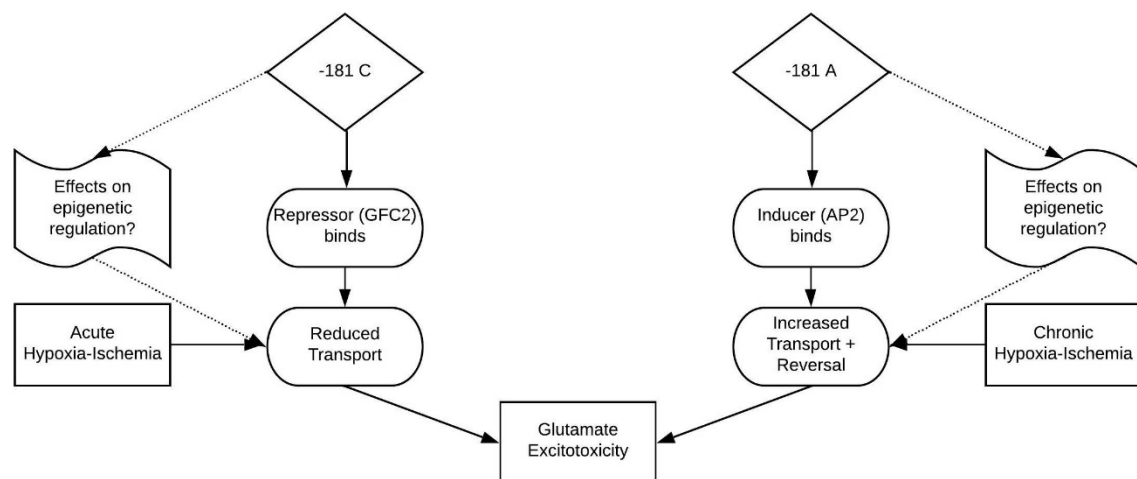 -181 C
-181 A
Effects on
epigenetic
regulation?
Repressor (GFC2)
binds
Inducer (AP2)
binds
Effects on
epigenetic
regulation?
Acute
Hypoxia-Ischemia
Reduced
Transport
Increased
Transport +
Reversal
Chronic
Hypoxia-Ischemia
Glutamate
Excitotoxicity